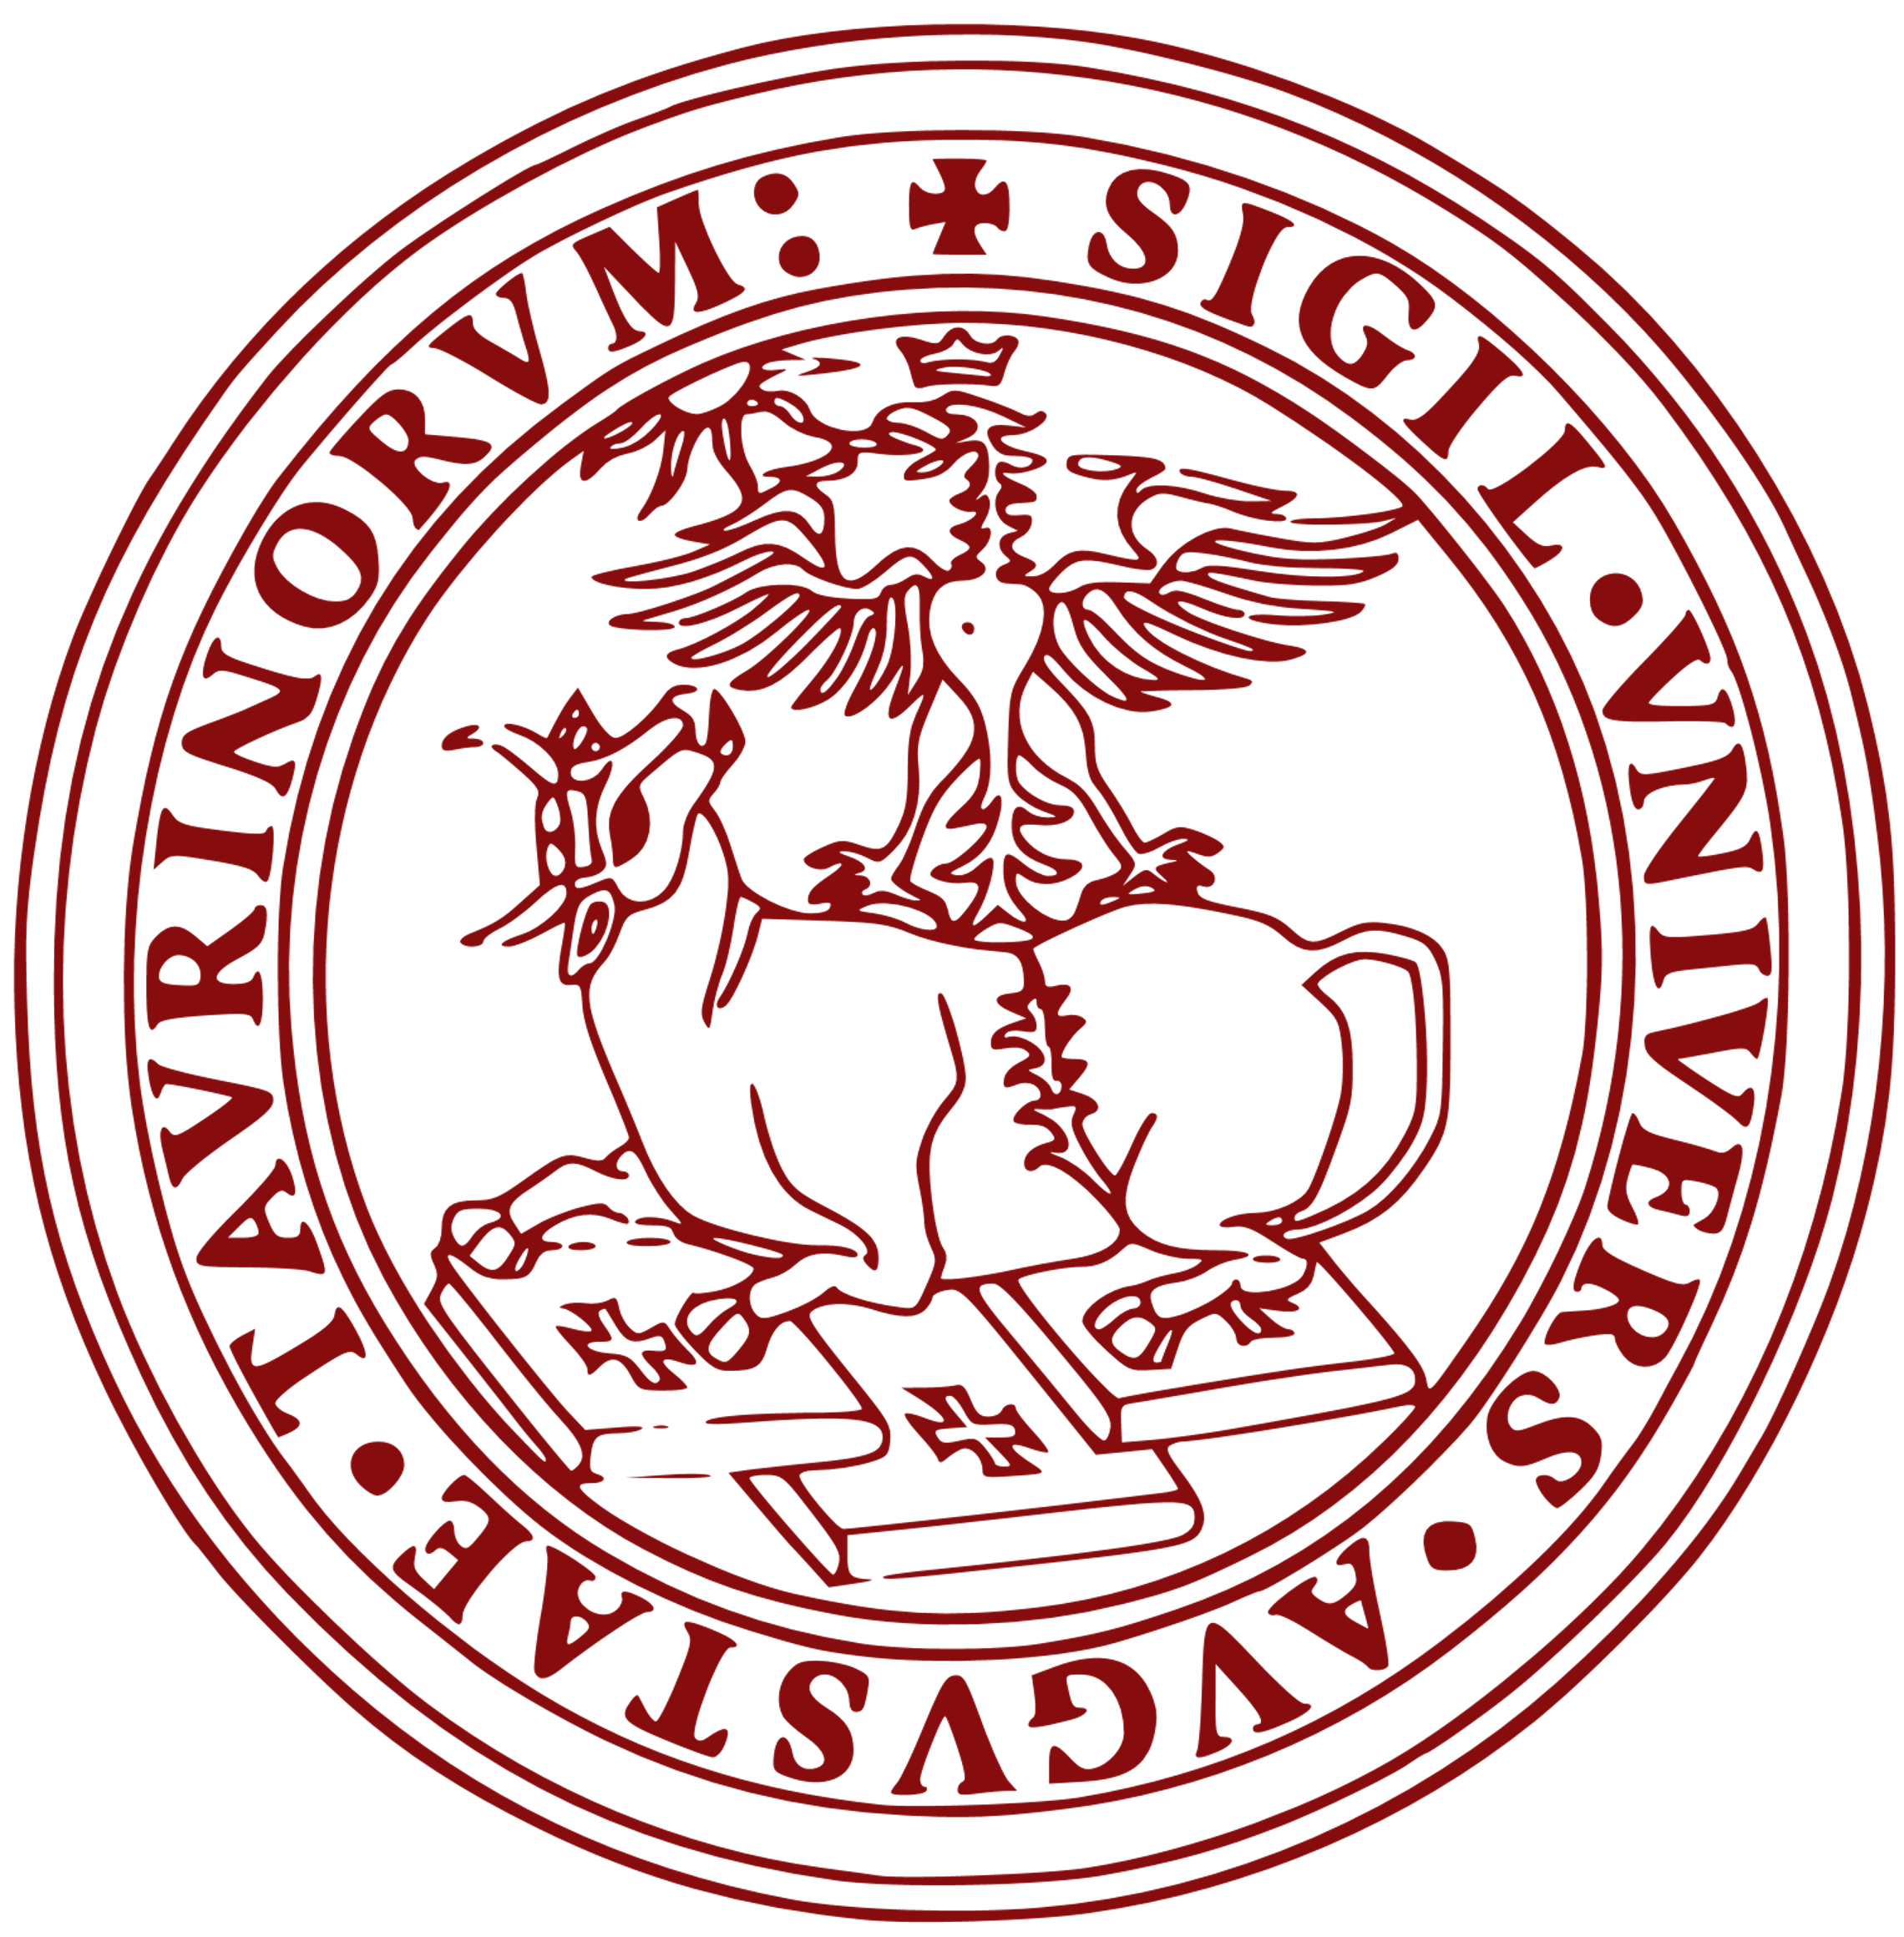 ✠ SIGIL · VNIVERS · AVGVSTAE · TAVRINORVM: